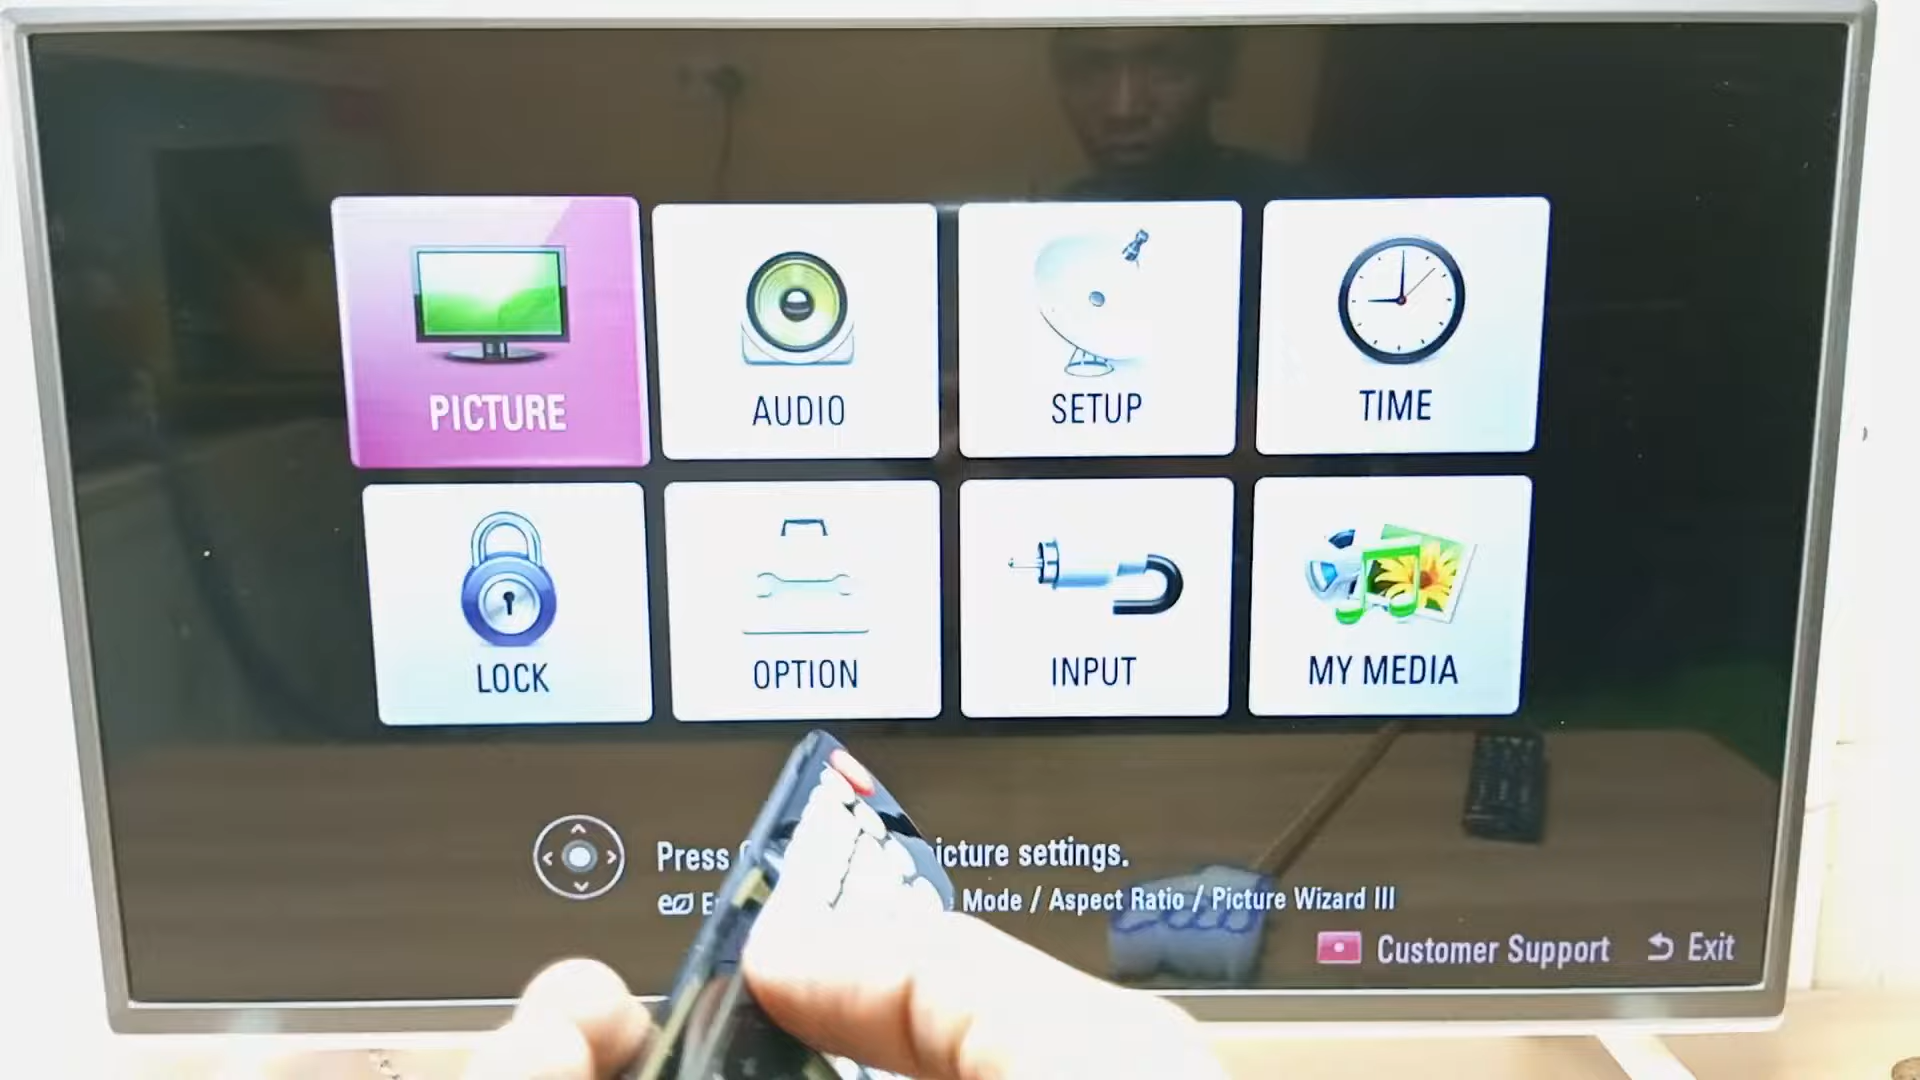 PICTURE
AUDIO
SETUP
TIME
LOCK
OPTION
INPUT
MY MEDIA
Press icture settings.
Mode / Aspect Ratio / Picture Wizard III
Customer Support
Exit